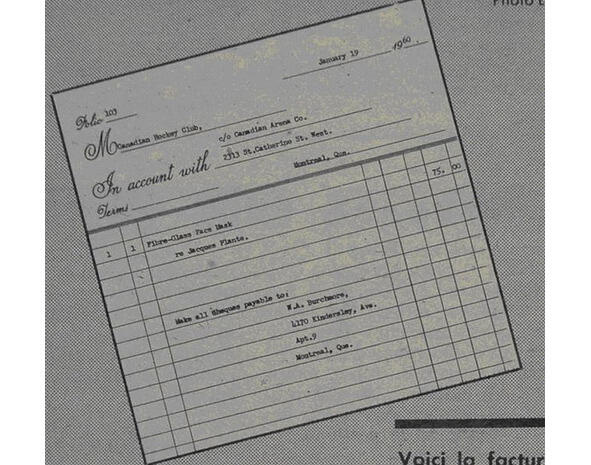 Photo
January 19 1960
Folio 103
M Canadian Hockey Club,
c/o Canadian Arena Co.
In account with 2313 St.Catherine St. West.
Terms Montreal, Que.
75. 00
1 1 Fibre-Glass Face Mask
re Jacques Plante.
Make all Cheques payable to:
W.A. Burchmore,
4170 Kindersley, Ave.
Apt.9
Montreal, Que.
Voici la factur